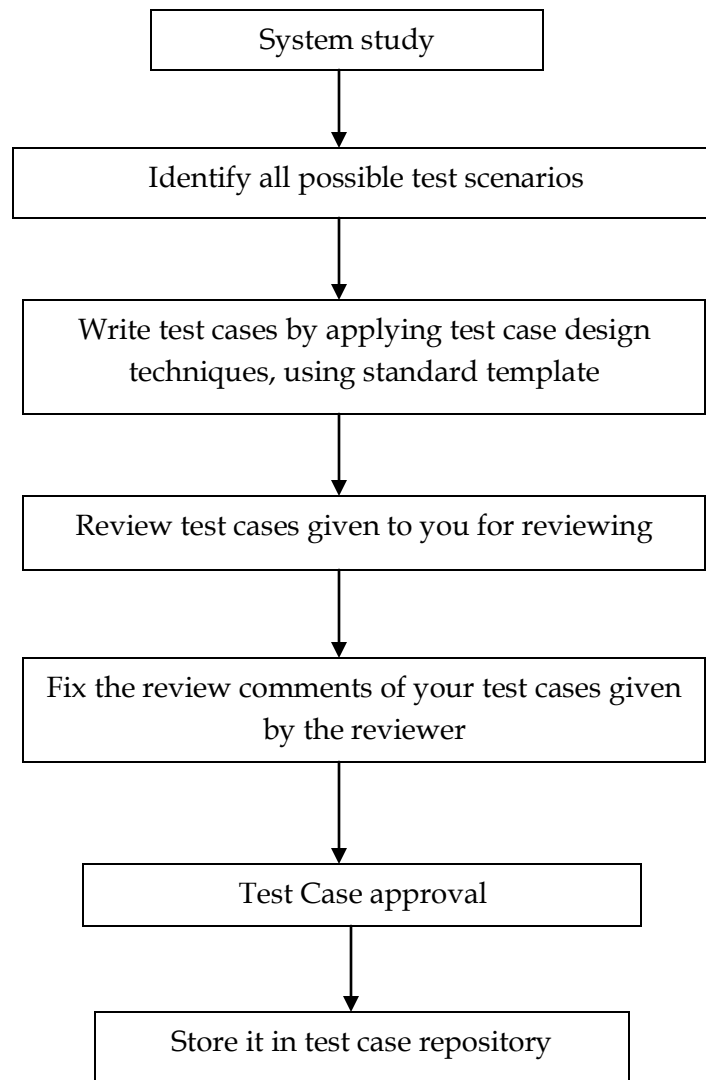 System study
Identify all possible test scenarios
Write test cases by applying test case design
techniques, using standard template
Review test cases given to you for reviewing
Fix the review comments of your test cases given
by the reviewer
Test Case approval
Store it in test case repository